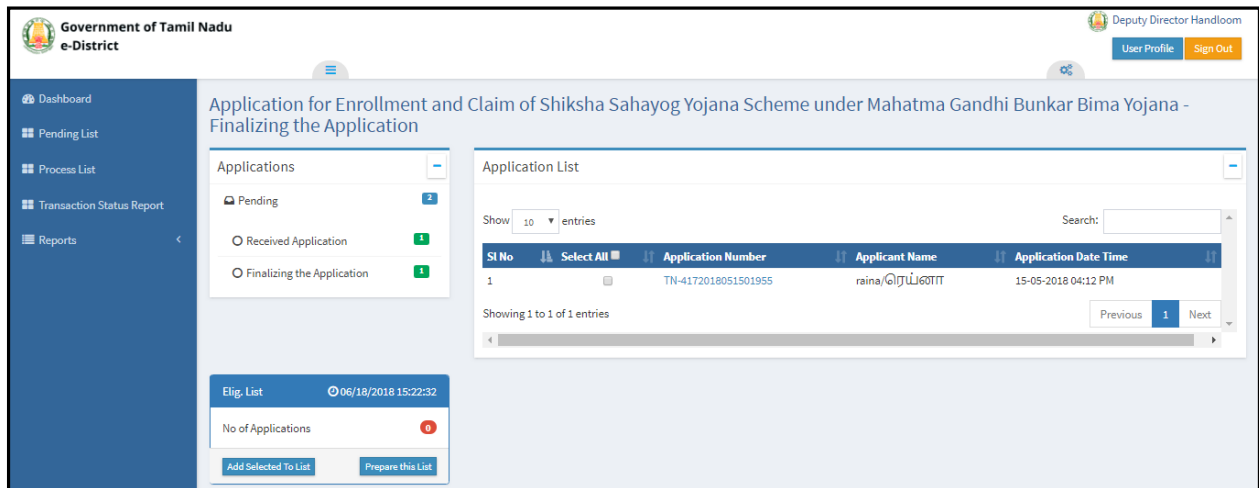 Government of Tamil Nadu
e-District
Deputy Director Handloom
User Profile
Sign Out
Dashboard
Pending List
Process List
Transaction Status Report
Reports
Application for Enrollment and Claim of Shiksha Sahayog Yojana Scheme under Mahatma Gandhi Bunkar Bima Yojana -
Finalizing the Application
Applications
Pending 2
Received Application 1
Finalizing the Application 1
Application List
Show 10 entries
Search:
Sl No Select All Application Number Applicant Name Application Date Time
1 TN-4172018051501955 raina/ரெய்னா 15-05-2018 04:12 PM
Showing 1 to 1 of 1 entries
Previous 1 Next
Elig. List 06/18/2018 15:22:32
No of Applications 0
Add Selected To List Prepare this List